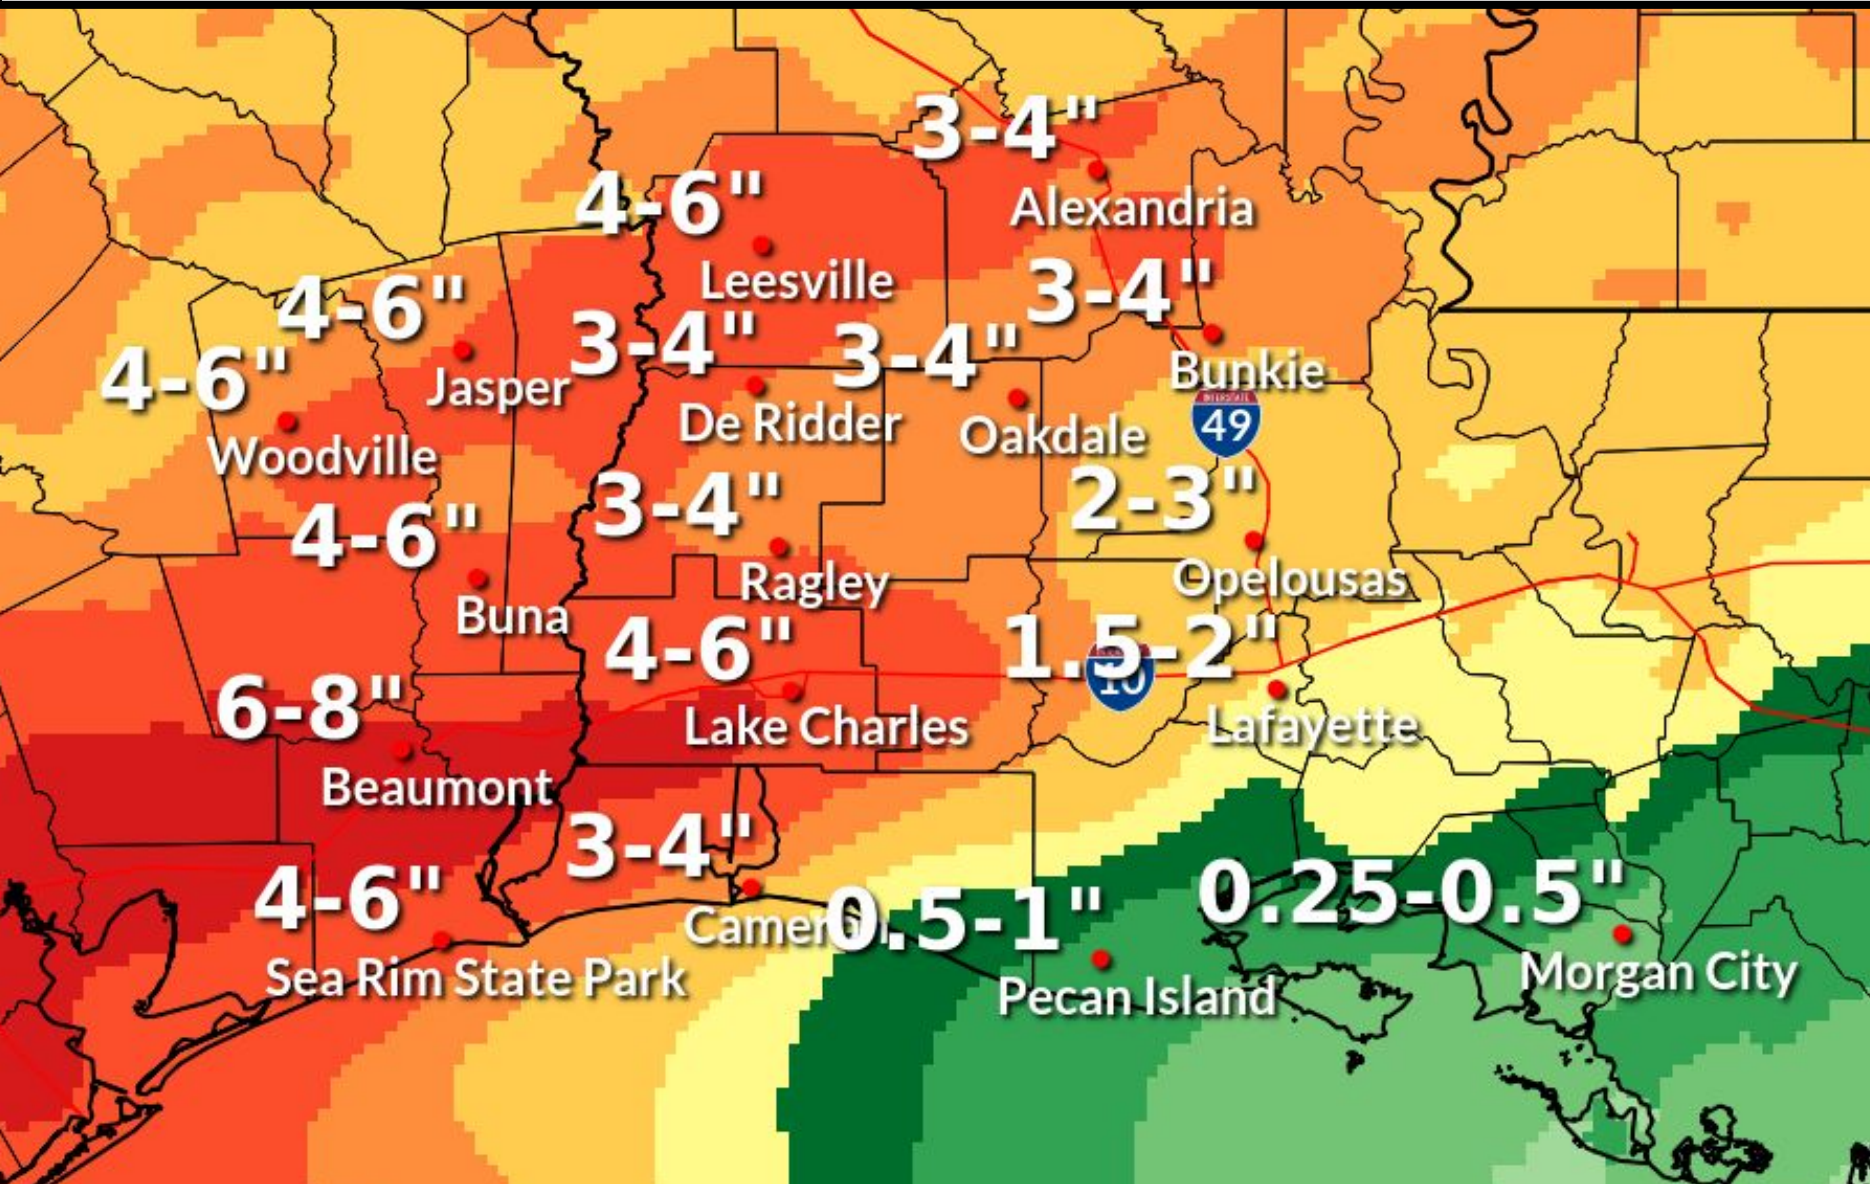 3-4"
Alexandria
4-6"
Leesville
4-6"
Jasper
3-4"
De Ridder
3-4"
Oakdale
3-4"
Bunkie
4-6"
Woodville
INTERSTATE
49
2-3"
Opelousas
3-4"
Ragley
4-6"
Buna
4-6"
Lake Charles
1.5-2"
10
Lafayette
6-8"
Beaumont
3-4"
Cameron
4-6"
Sea Rim State Park
0.5-1"
Pecan Island
0.25-0.5"
Morgan City